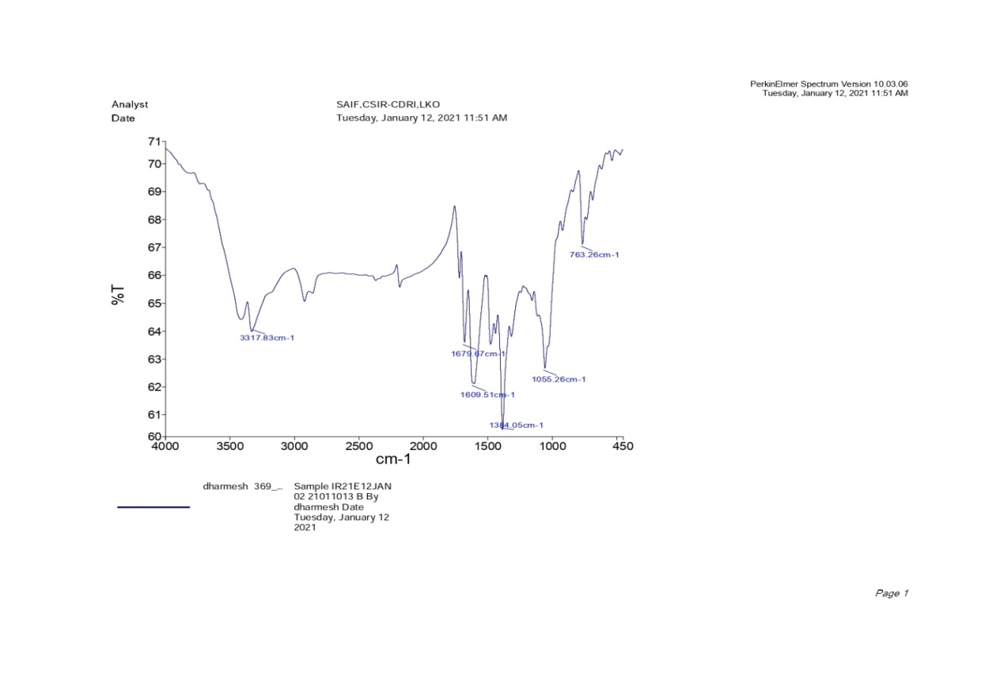 PerkinElmer Spectrum Version 10.03.06
Tuesday, January 12, 2021 11:51 AM
Analyst SAIF,CSIR-CDRI,LKO
Date Tuesday, January 12, 2021 11:51 AM
71
70
69
68
67
66
65
64
63
62
61
60
%T
3317.83cm-1
1679.67cm-1
1609.51cm-1
1384.05cm-1
1055.26cm-1
763.26cm-1
4000 3500 3000 2500 2000 1500 1000 450
cm-1
dharmesh 369_... Sample IR21E12JAN
02 21011013 B By
dharmesh Date
Tuesday, January 12
2021
Page 1